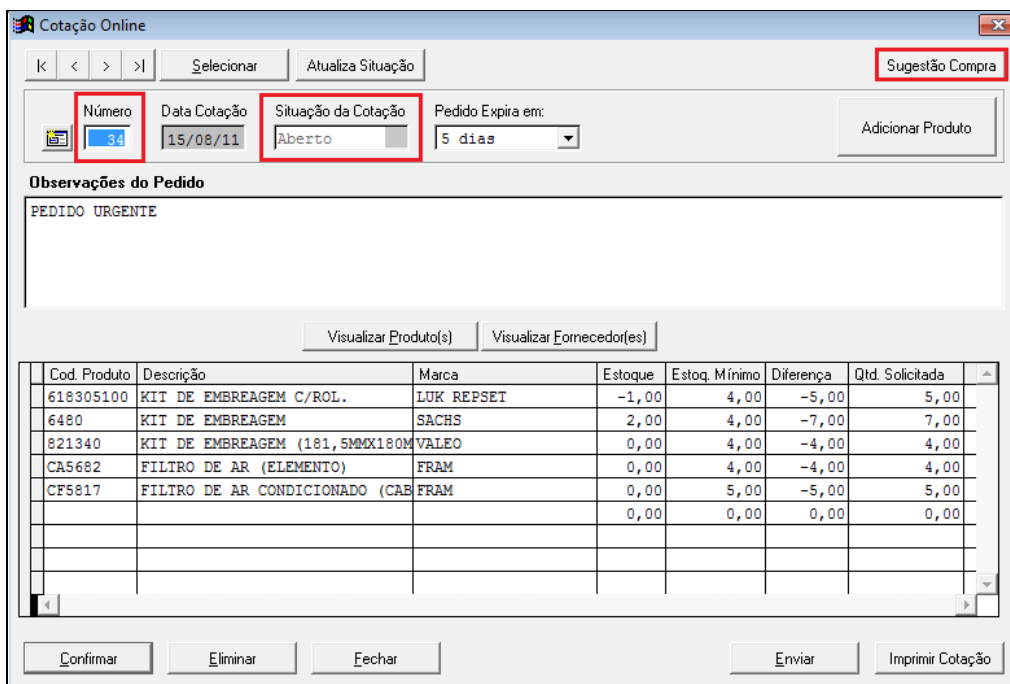 Cotação Online
|< < > >| Selecionar Atualiza Situação Sugestão Compra
Número Data Cotação Situação da Cotação Pedido Expira em:
34 15/08/11 Aberto 5 dias Adicionar Produto
Observações do Pedido
PEDIDO URGENTE
Visualizar Produto(s) Visualizar Fornecedor(es)
Cod. Produto Descrição Marca Estoque Estoq. Mínimo Diferença Qtd. Solicitada
618305100 KIT DE EMBREAGEM C/ROL. LUK REPSET -1,00 4,00 -5,00 5,00
6480 KIT DE EMBREAGEM SACHS 2,00 4,00 -7,00 7,00
821340 KIT DE EMBREAGEM (181,5MMX180M VALEO 0,00 4,00 -4,00 4,00
CA5682 FILTRO DE AR (ELEMENTO) FRAM 0,00 4,00 -4,00 4,00
CF5817 FILTRO DE AR CONDICIONADO (CAB FRAM 0,00 5,00 -5,00 5,00
0,00 0,00 0,00 0,00
Confirmar Eliminar Fechar Enviar Imprimir Cotação